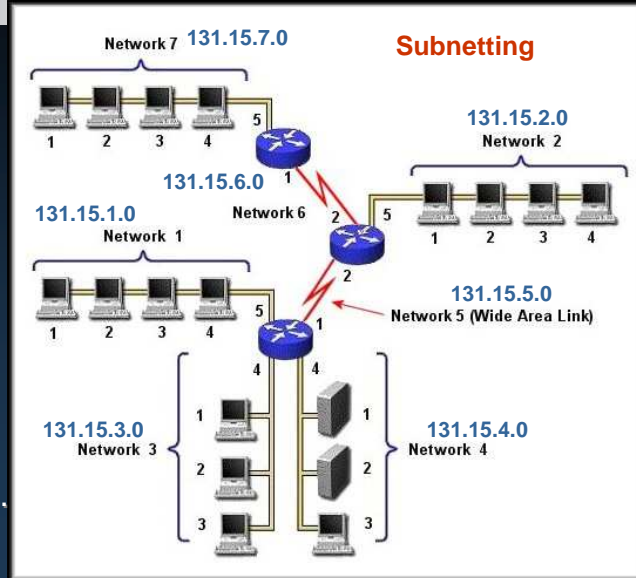 Subnetting
Network 7 131.15.7.0
1 2 3 4 5
1
131.15.6.0
Network 6
2
131.15.2.0
Network 2
5
1 2 3 4
131.15.1.0
Network 1
1 2 3 4 5
2
131.15.5.0
Network 5 (Wide Area Link)
1
4 4
131.15.3.0
Network 3
1
2
3
131.15.4.0
Network 4
1
2
3